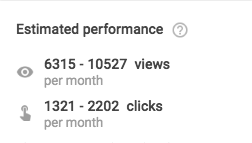 Estimated performance ?
6315 - 10527 views
per month
1321 - 2202 clicks
per month